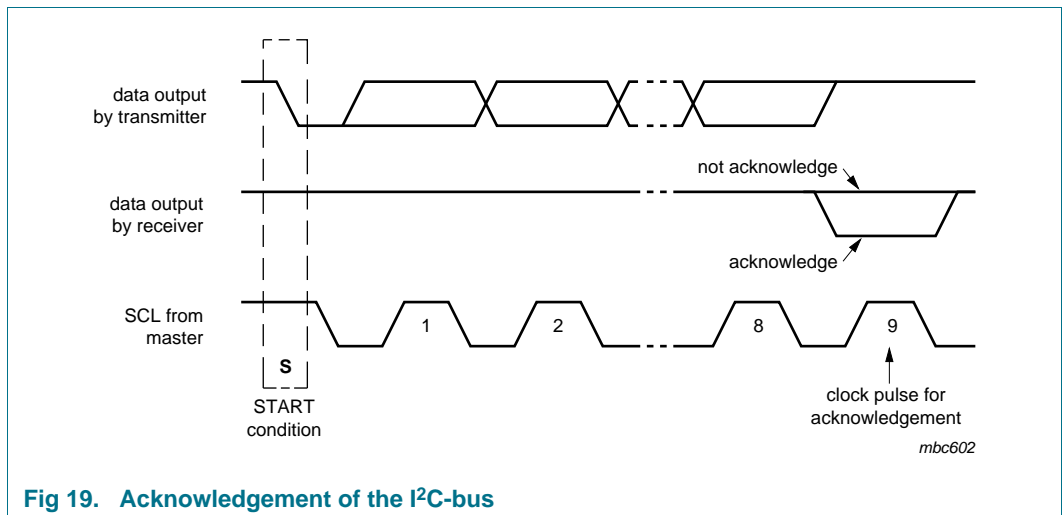 data output
by transmitter
not acknowledge
data output
by receiver
acknowledge
SCL from
master
1
2
8
9
S
START
condition
clock pulse for
acknowledgement
mbc602
Fig 19. Acknowledgement of the I²C-bus